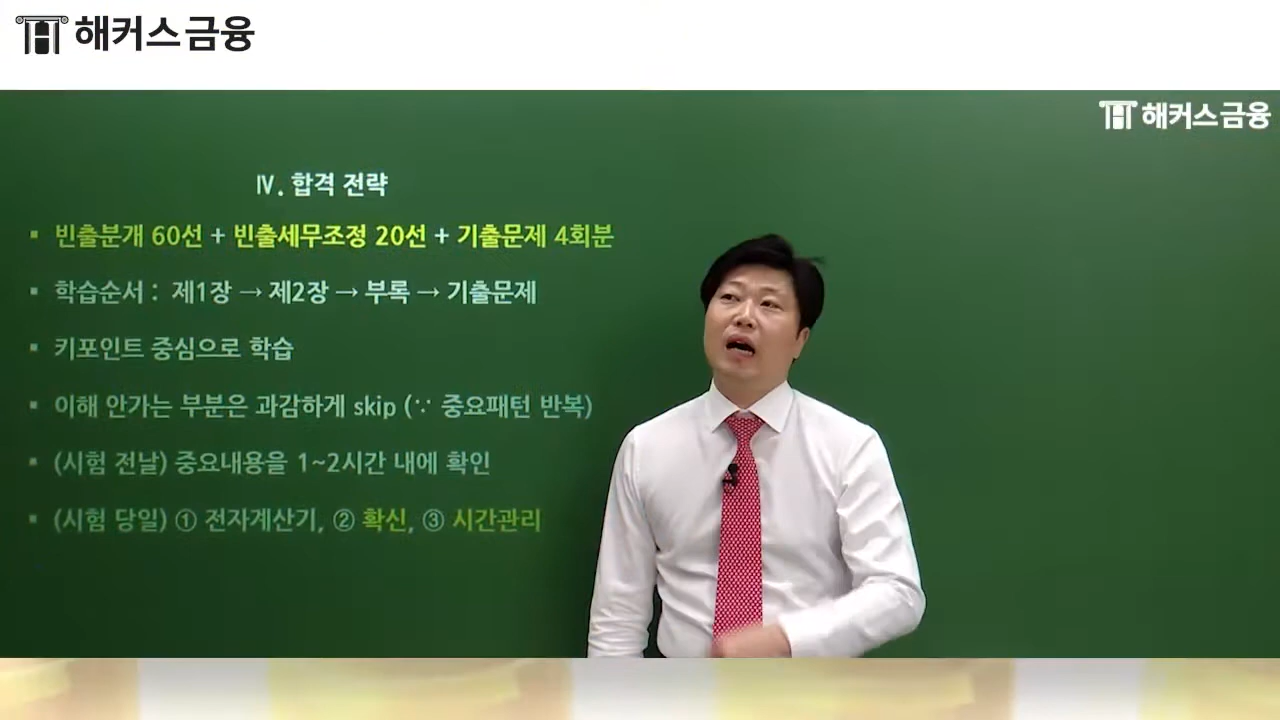 해커스금융
해커스금융
Ⅳ. 합격 전략
▪ 빈출분개 60선 + 빈출세무조정 20선 + 기출문제 4회분
▪ 학습순서 : 제1장 → 제2장 → 부록 → 기출문제
▪ 키포인트 중심으로 학습
▪ 이해 안가는 부분은 과감하게 skip (∵ 중요패턴 반복)
▪ (시험 전날) 중요내용을 1~2시간 내에 확인
▪ (시험 당일) ① 전자계산기, ② 확신, ③ 시간관리